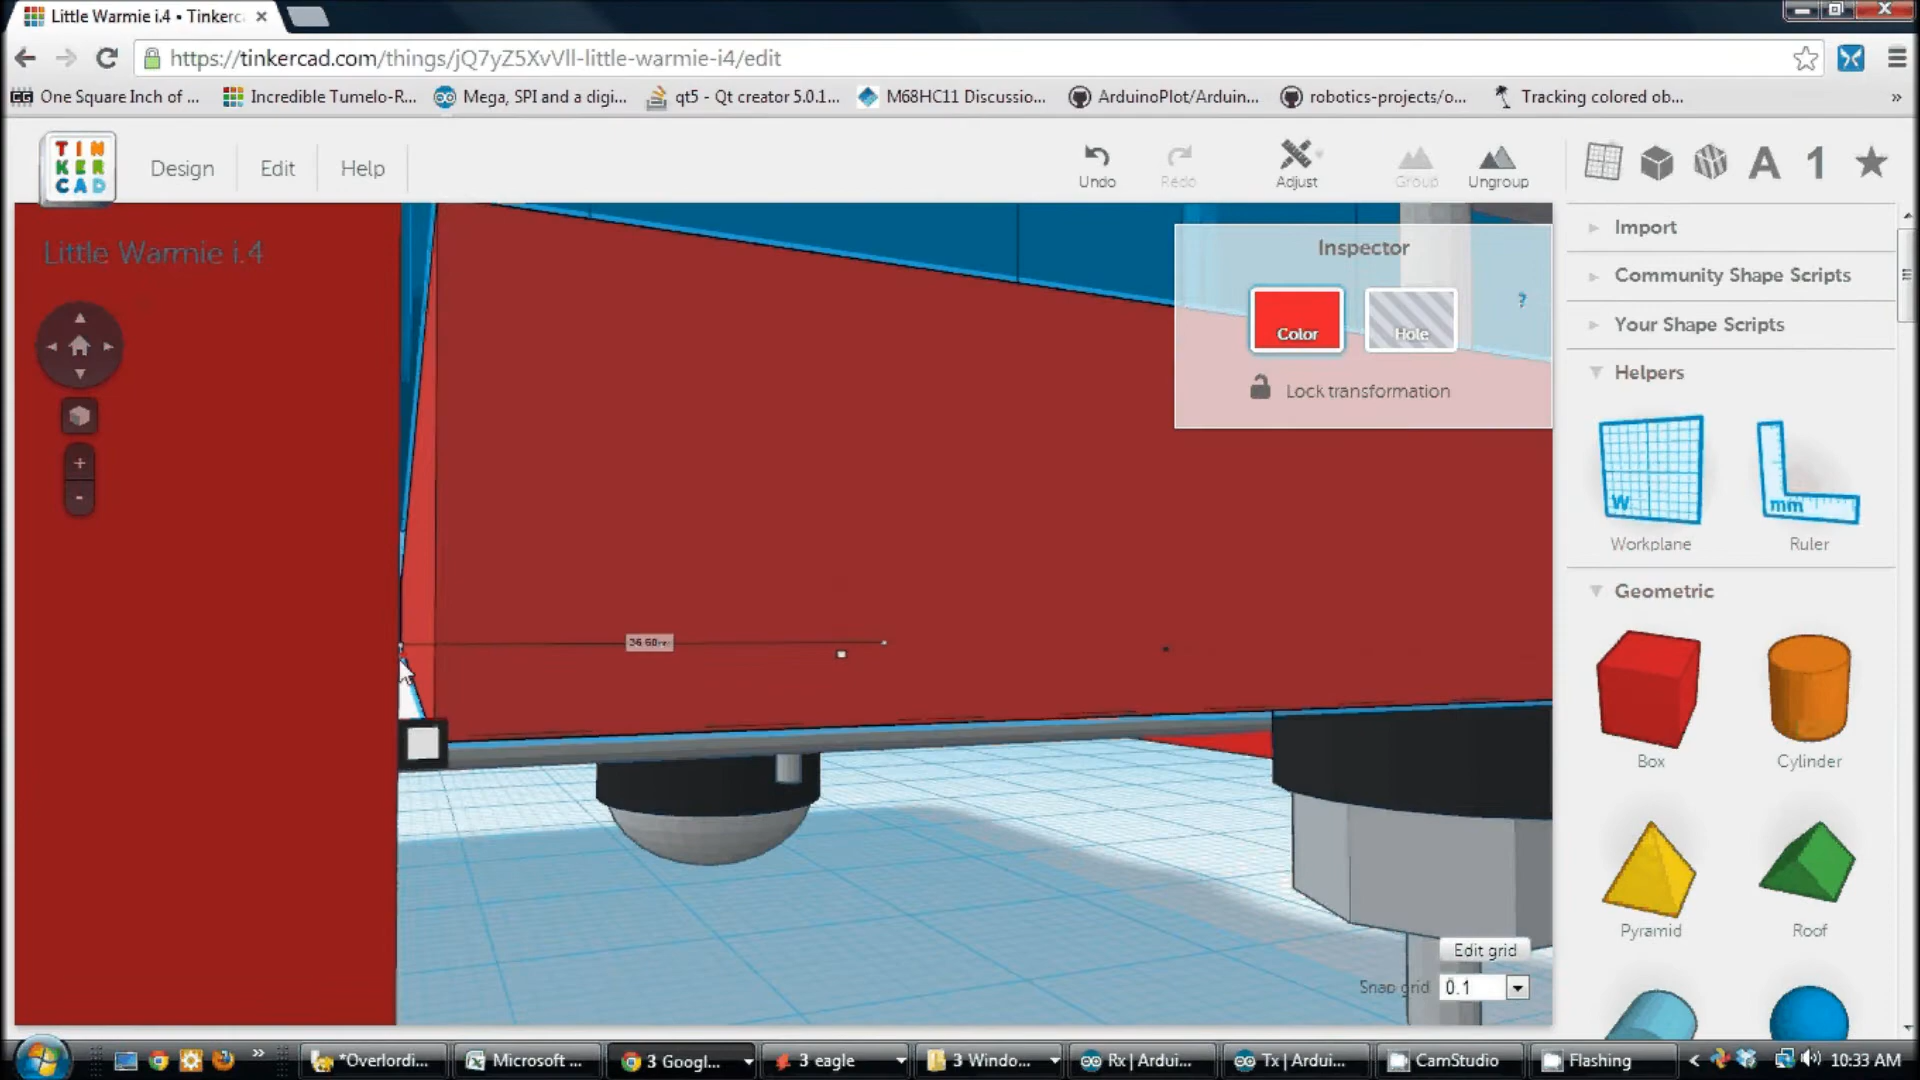 Little Warmie i.4 • Tinkerc
https://tinkercad.com/things/jQ7yZ5XvVll-little-warmie-i4/edit
One Square Inch of ... Incredible Tumelo-R... Mega, SPI and a digi... qt5 - Qt creator 5.0.1... M68HC11 Discussio... ArduinoPlot/Arduin... robotics-projects/o... Tracking colored ob... »
TIN
KER
CAD
Design Edit Help
Undo Redo Adjust Group Ungroup
A 1
Little Warmie i.4
Inspector
?
Color Hole
Lock transformation
Import
Community Shape Scripts
Your Shape Scripts
Helpers
W mm
Workplane Ruler
Geometric
Box Cylinder
Pyramid Roof
+
-
Edit grid
Snap grid 0.1
» *Overlordi... Microsoft ... 3 Googl... 3 eagle 3 Windo... Rx | Ardui... Tx | Ardui... CamStudio Flashing 10:33 AM